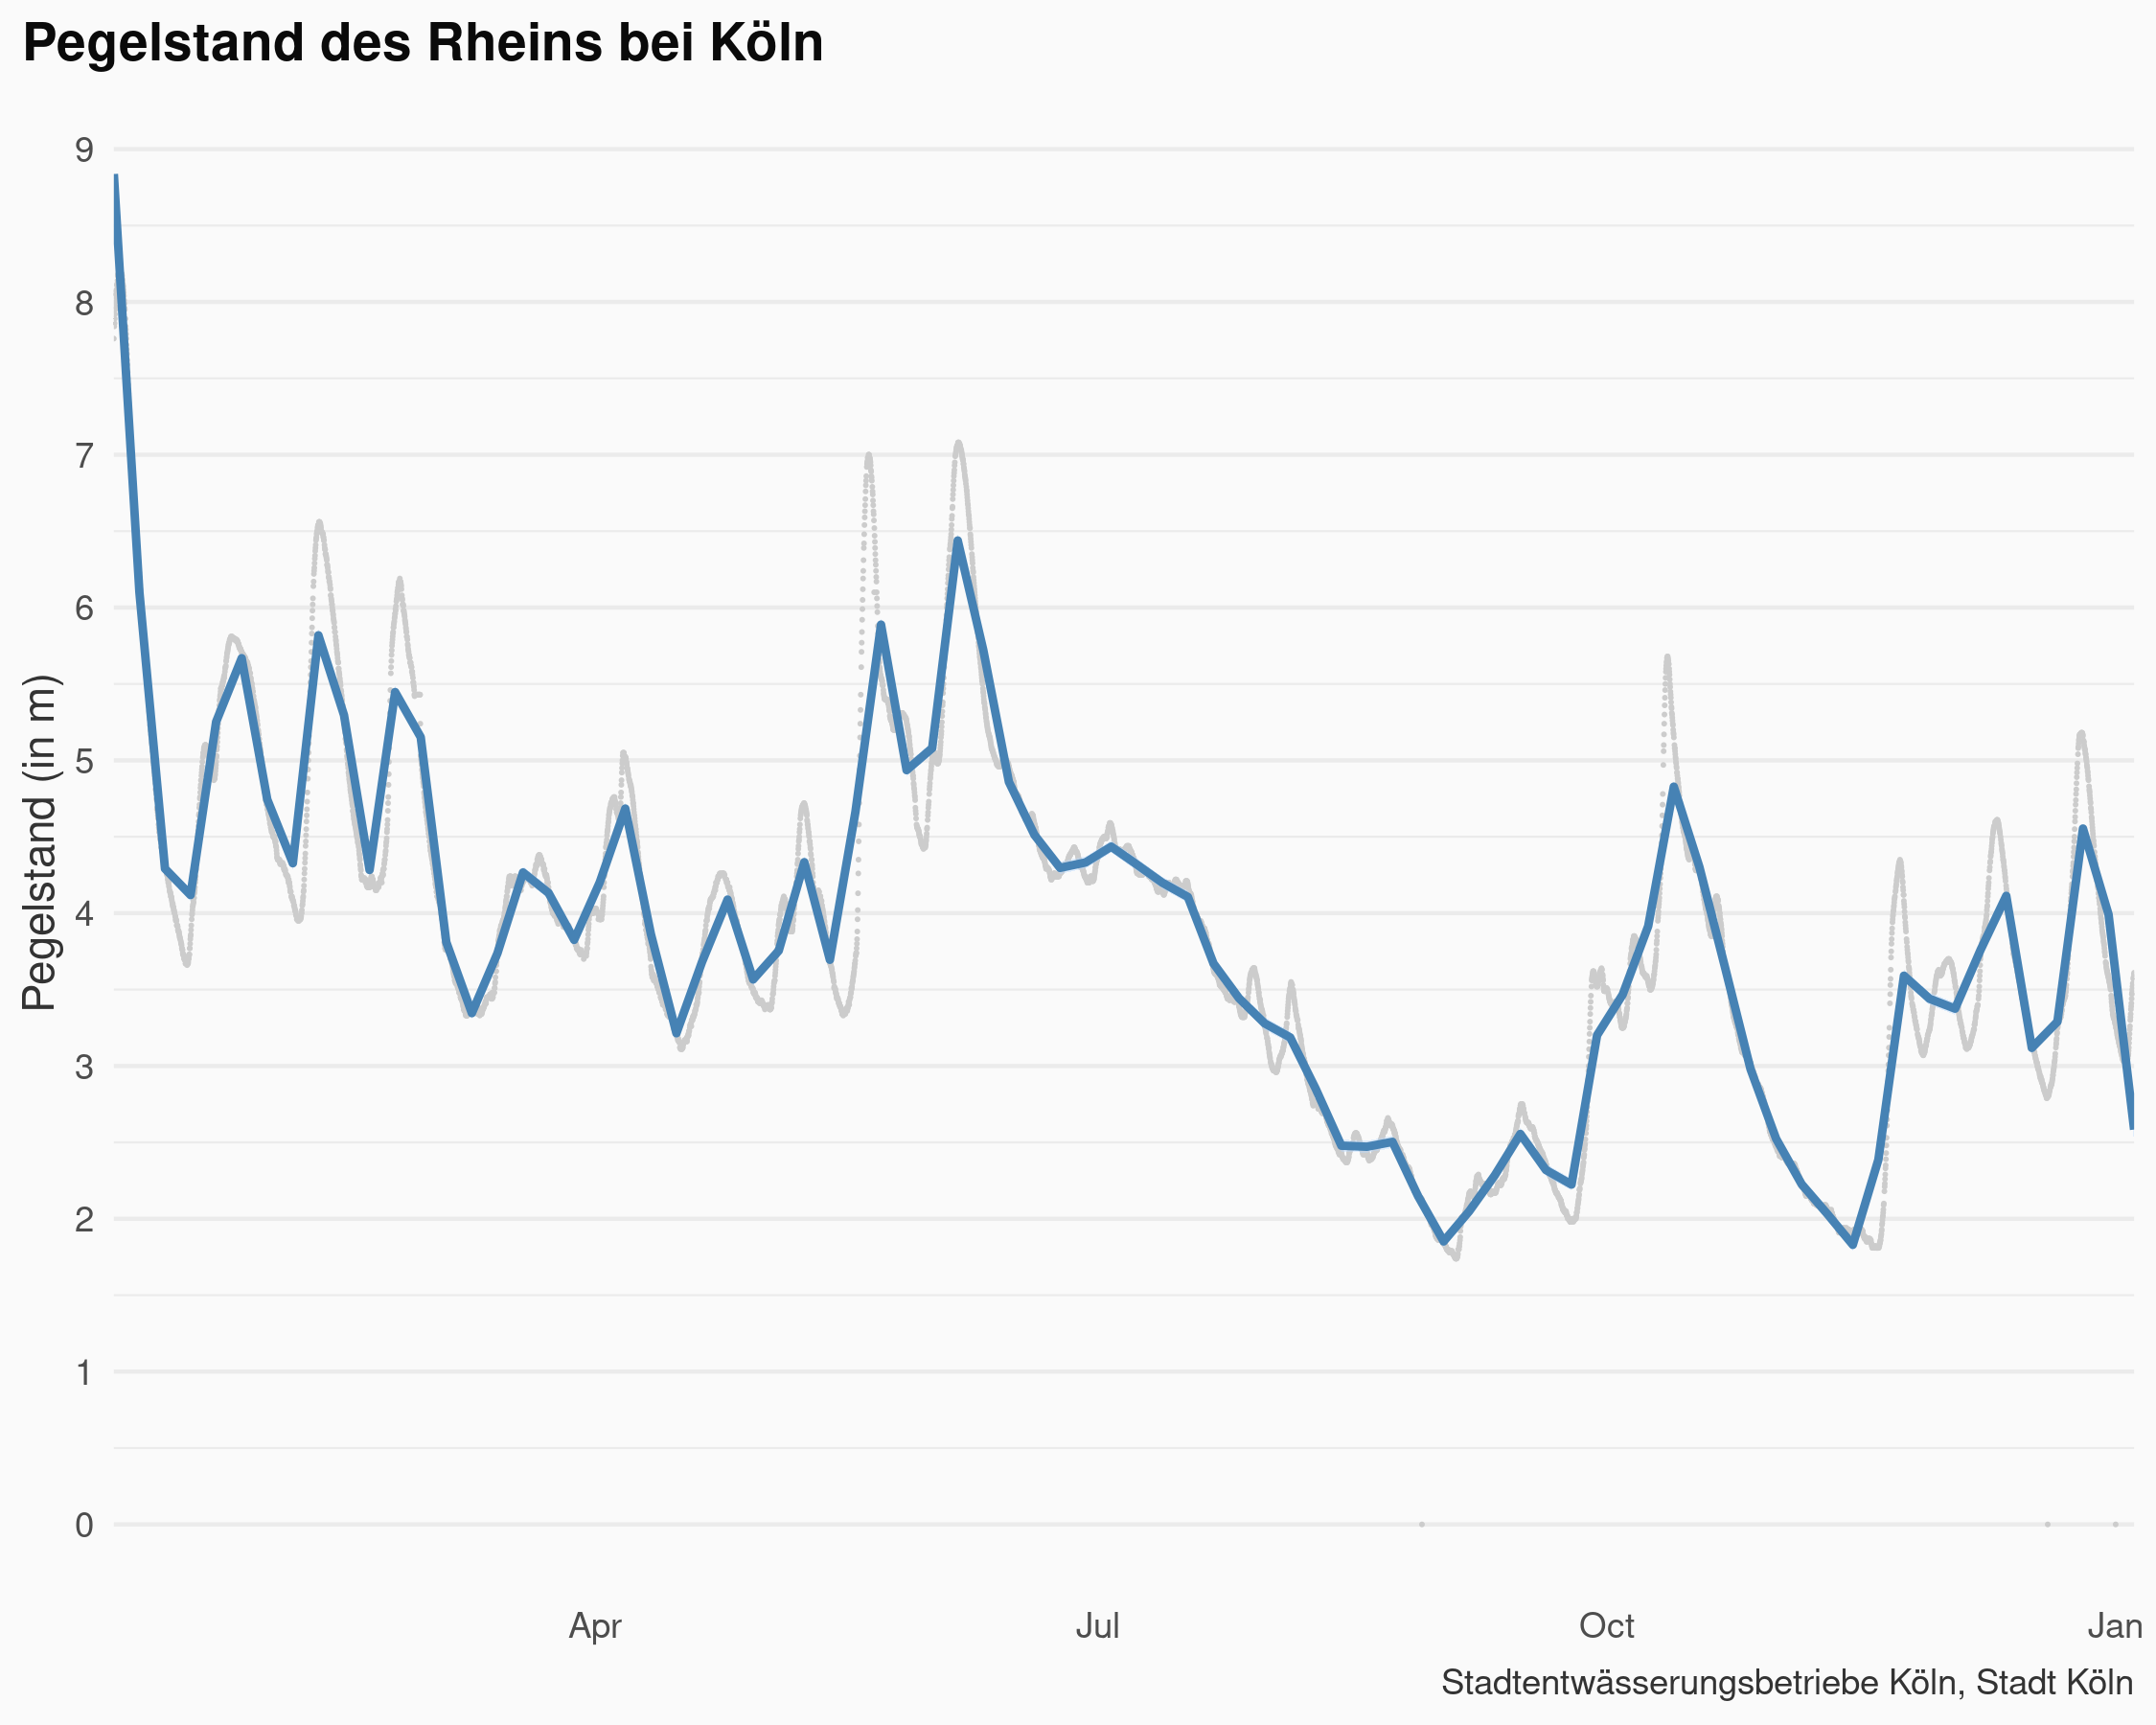 Pegelstand des Rheins bei Köln
Pegelstand (in m)
9
8
7
6
5
4
3
2
1
0
Apr Jul Oct Jan
Stadtentwässerungsbetriebe Köln, Stadt Köln